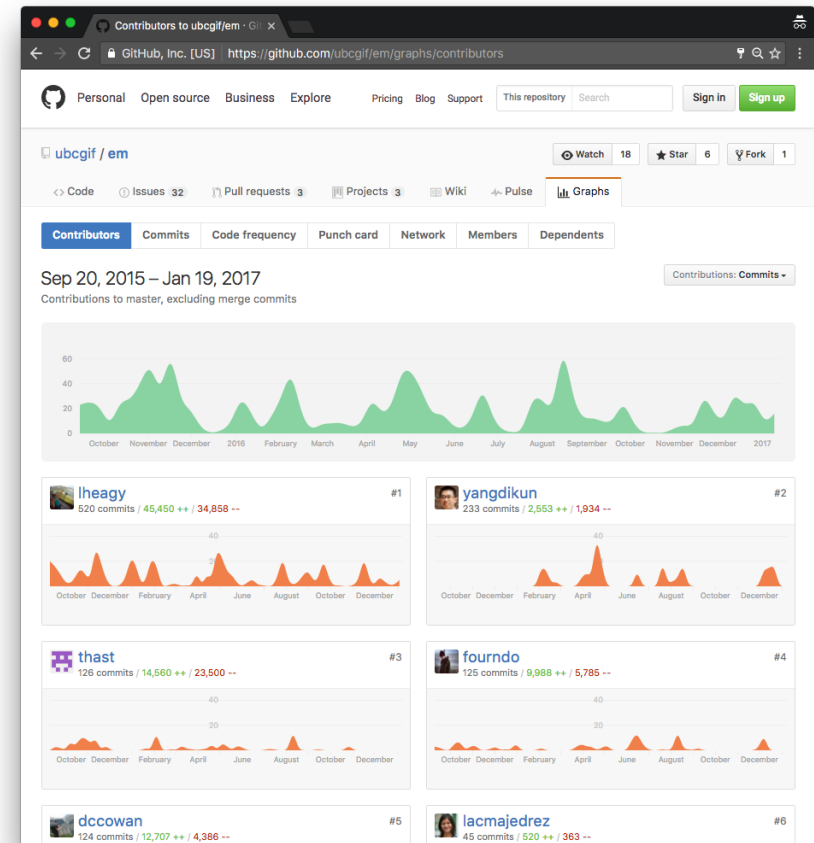 Contributors to ubcgif/em · Git
GitHub, Inc. [US] https://github.com/ubcgif/em/graphs/contributors
Personal Open source Business Explore Pricing Blog Support This repository Search Sign in Sign up
ubcgif / em Watch 18 Star 6 Fork 1
Code Issues 32 Pull requests 3 Projects 3 Wiki Pulse Graphs
Contributors Commits Code frequency Punch card Network Members Dependents
Sep 20, 2015 – Jan 19, 2017 Contributions: Commits
Contributions to master, excluding merge commits
60
40
20
0
October November December 2016 February March April May June July August September October November December 2017
lheagy #1
520 commits / 45,450 ++ / 34,858 --
40
October December February April June August October December
yangdikun #2
233 commits / 2,553 ++ / 1,934 --
40
October December February April June August October December
thast #3
126 commits / 14,560 ++ / 23,500 --
40
20
October December February April June August October December
fourndo #4
125 commits / 9,988 ++ / 5,785 --
40
20
October December February April June August October December
dccowan #5
124 commits / 12,707 ++ / 4,386 --
lacmajedrez #6
45 commits / 520 ++ / 363 --